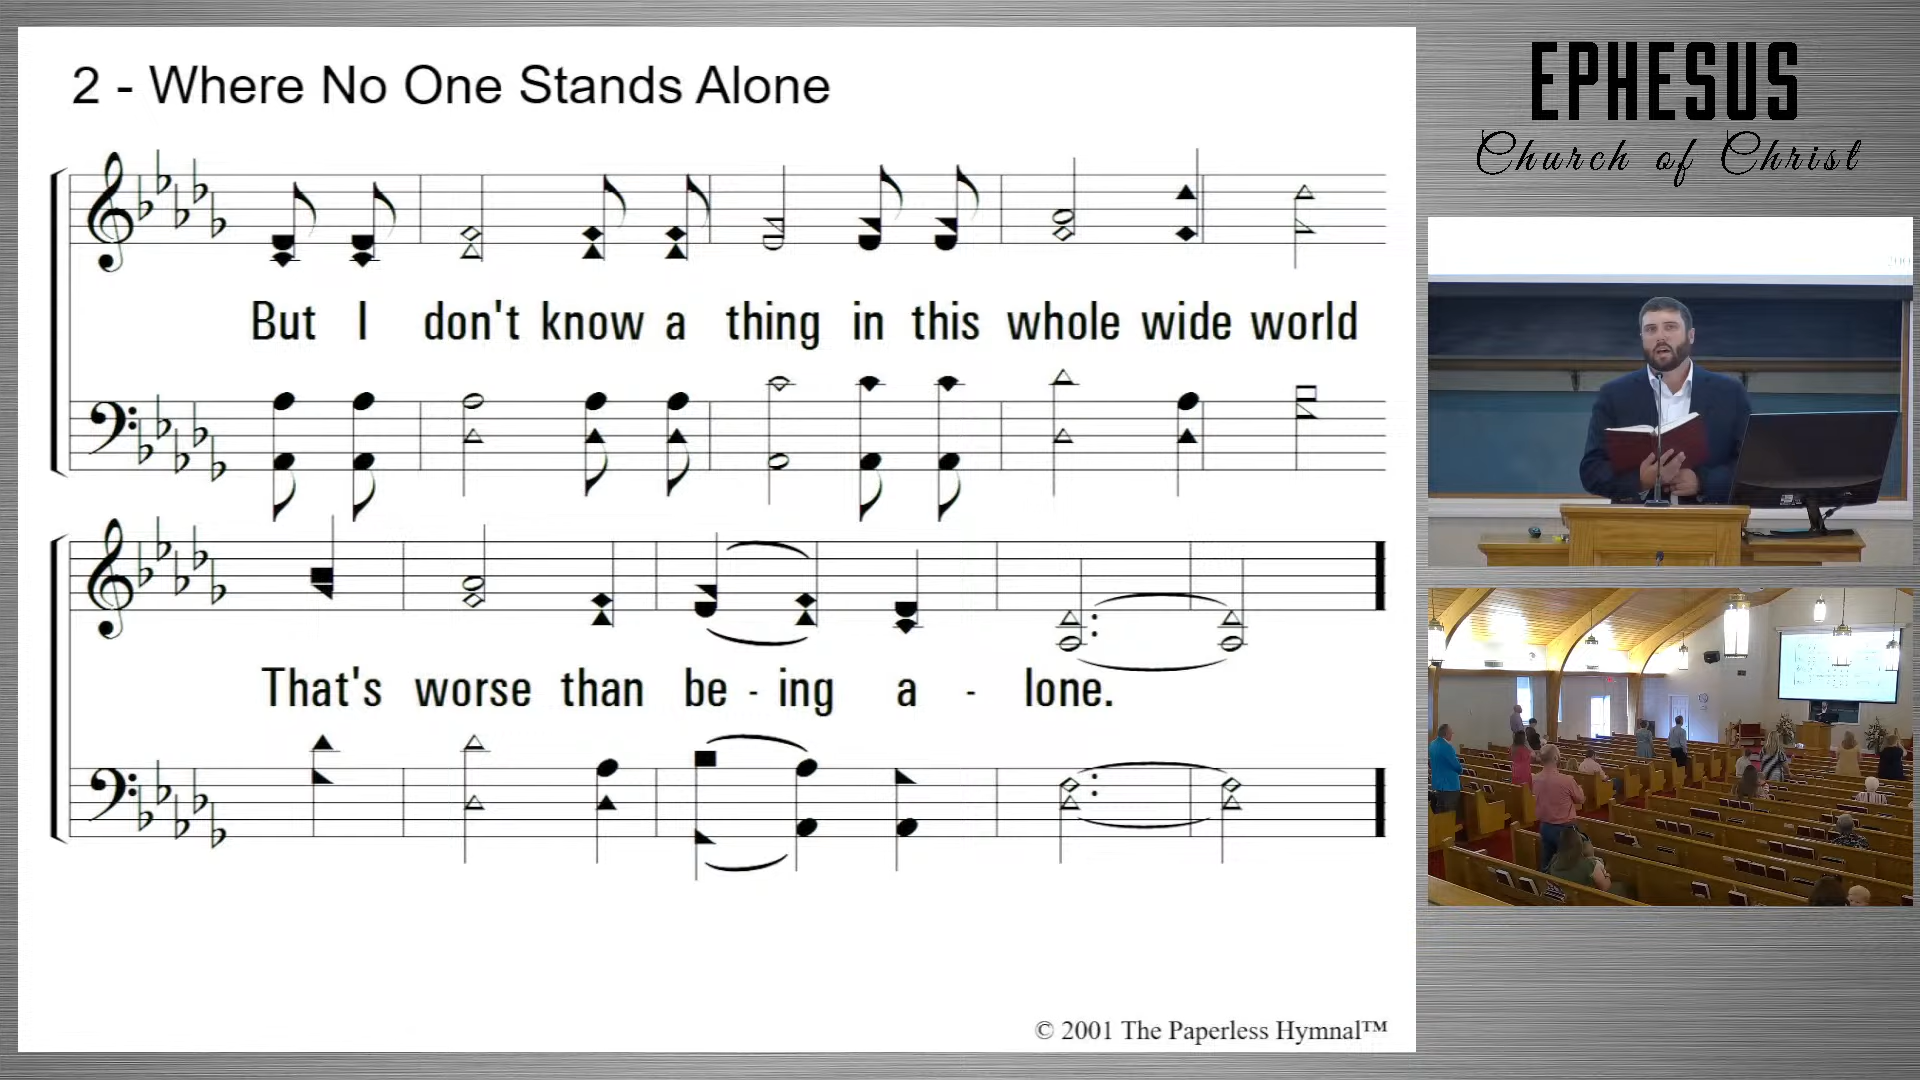 2 - Where No One Stands Alone
But I don't know a thing in this whole wide world
That's worse than be - ing a - lone.
© 2001 The Paperless Hymnal™
EPHESUS
Church of Christ